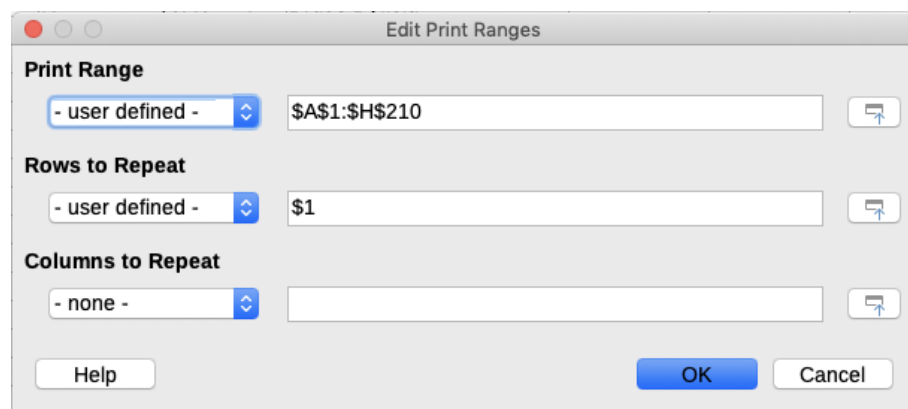 Edit Print Ranges
Print Range
- user defined - $A$1:$H$210
Rows to Repeat
- user defined - $1
Columns to Repeat
- none -
Help OK Cancel